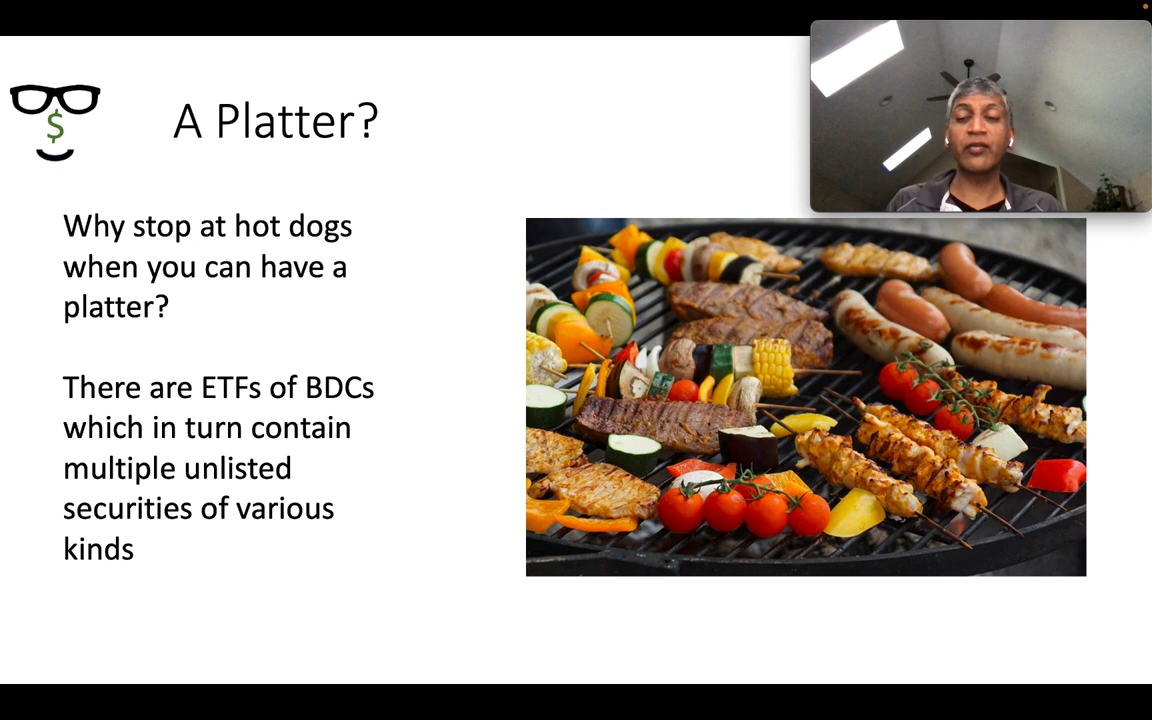 $
A Platter?
Why stop at hot dogs
when you can have a
platter?
There are ETFs of BDCs
which in turn contain
multiple unlisted
securities of various
kinds